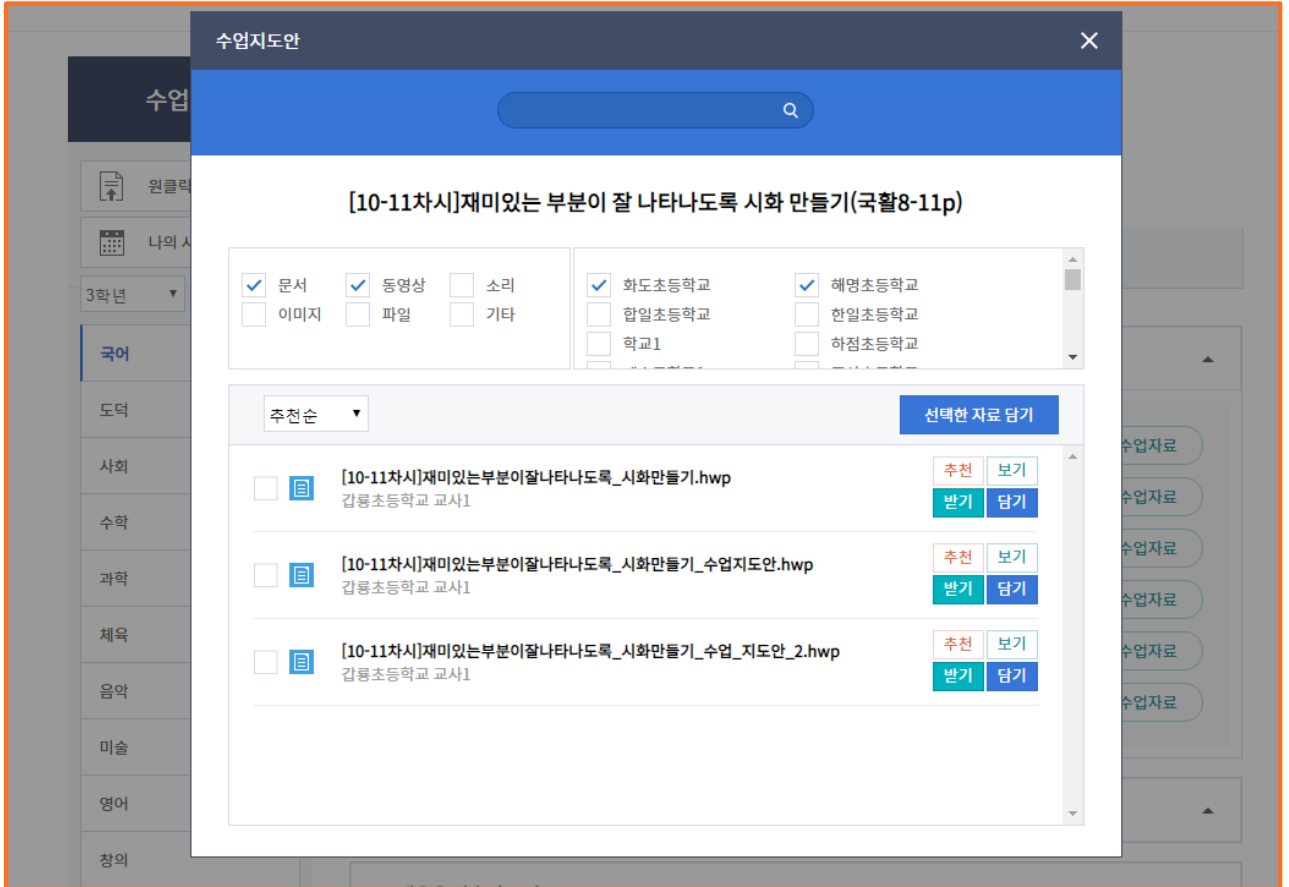 수업지도안
수업
원클릭
나의 시
3학년
국어
도덕
사회
수학
과학
체육
음악
미술
영어
창의
[10-11차시]재미있는 부분이 잘 나타나도록 시화 만들기(국활8-11p)
문서 동영상 소리
이미지 파일 기타
화도초등학교 해명초등학교
합일초등학교 한일초등학교
학교1 하점초등학교
추천순
선택한 자료 담기
[10-11차시]재미있는부분이잘나타나도록_시화만들기.hwp
갑룡초등학교 교사1
추천 보기
받기 담기
[10-11차시]재미있는부분이잘나타나도록_시화만들기_수업지도안.hwp
갑룡초등학교 교사1
추천 보기
받기 담기
[10-11차시]재미있는부분이잘나타나도록_시화만들기_수업_지도안_2.hwp
갑룡초등학교 교사1
추천 보기
받기 담기
수업자료
수업자료
수업자료
수업자료
수업자료
수업자료